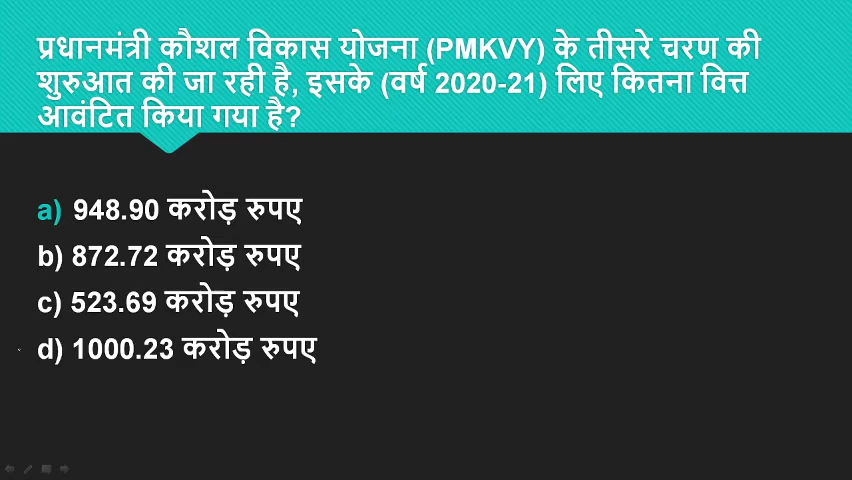 प्रधानमंत्री कौशल विकास योजना (PMKVY) के तीसरे चरण की
शुरुआत की जा रही है, इसके (वर्ष 2020-21) लिए कितना वित्त
आवंटित किया गया है?
a) 948.90 करोड़ रुपए
b) 872.72 करोड़ रुपए
c) 523.69 करोड़ रुपए
d) 1000.23 करोड़ रुपए